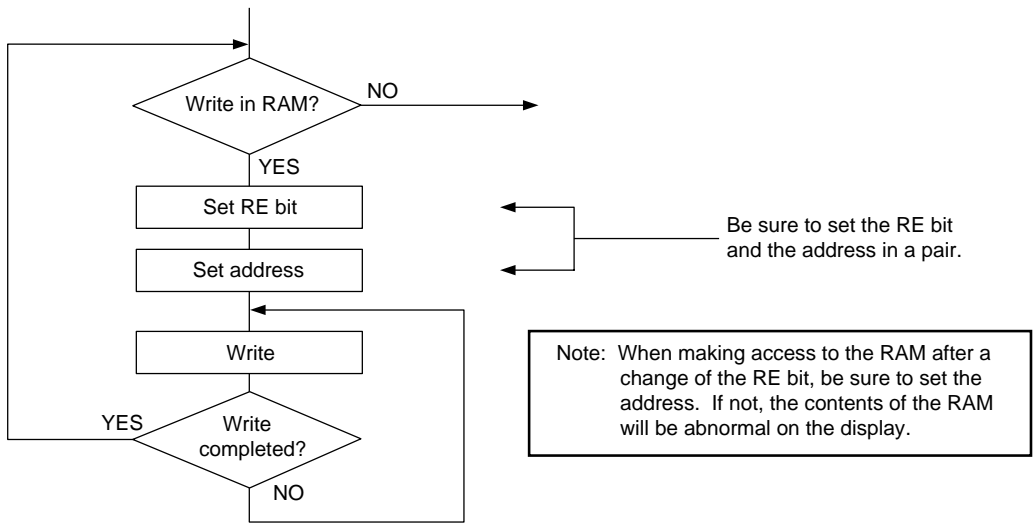 Write in RAM?
NO
YES
Set RE bit
Set address
Be sure to set the RE bit
and the address in a pair.
Write
Note: When making access to the RAM after a
change of the RE bit, be sure to set the
address. If not, the contents of the RAM
will be abnormal on the display.
YES
Write
completed?
NO